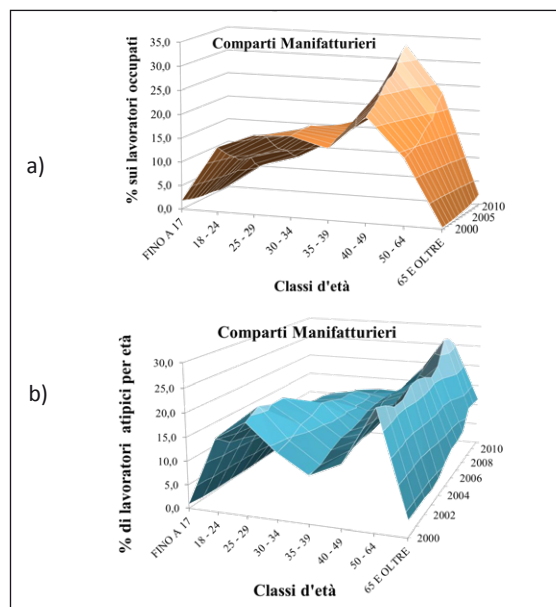 a)
Comparti Manifatturieri
% sui lavoratori occupati
35,0
30,0
25,0
20,0
15,0
10,0
5,0
0,0
FINO A 17
18 - 24
25 - 29
30 - 34
35 - 39
40 - 49
50 - 64
65 E OLTRE
2000
2005
2010
Classi d'età
b)
Comparti Manifatturieri
% di lavoratori atipici per età
30,0
25,0
20,0
15,0
10,0
5,0
0,0
FINO A 17
18 - 24
25 - 29
30 - 34
35 - 39
40 - 49
50 - 64
65 E OLTRE
2000
2002
2004
2006
2008
2010
Classi d'età